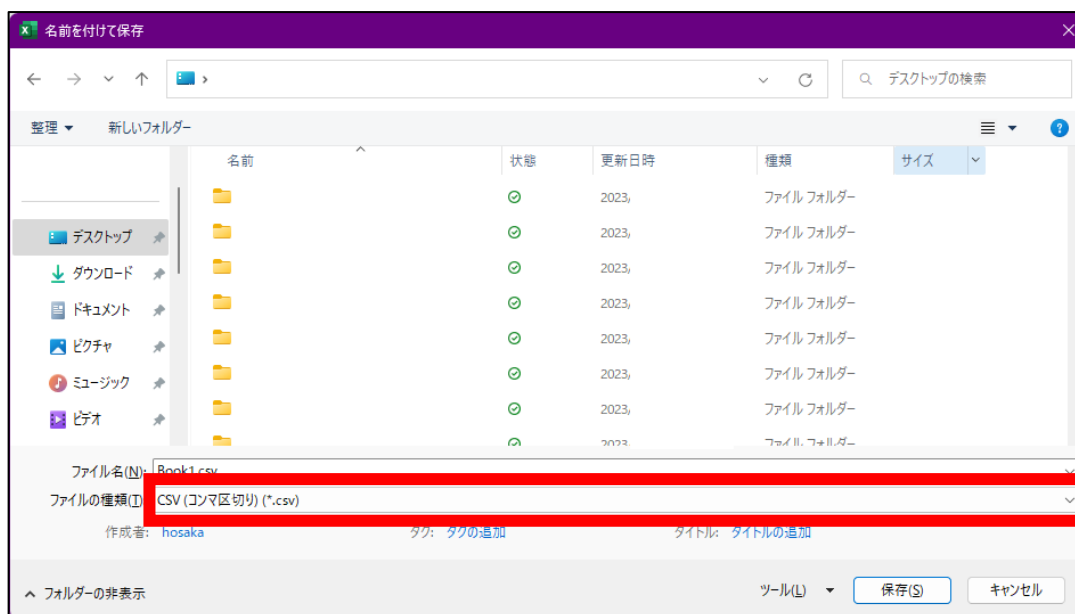 名前を付けて保存
デスクトップの検索
整理 新しいフォルダー
名前 状態 更新日時 種類 サイズ
2023/ ファイル フォルダー
デスクトップ 2023/ ファイル フォルダー
ダウンロード 2023/ ファイル フォルダー
ドキュメント 2023/ ファイル フォルダー
ピクチャ 2023/ ファイル フォルダー
ミュージック 2023/ ファイル フォルダー
ビデオ 2023/ ファイル フォルダー
2023 ファイル フォルダー
ファイル名(N): Book1.csv
ファイルの種類(T): CSV (コンマ区切り) (*.csv)
作成者: hosaka タグ: タグの追加 タイトル: タイトルの追加
フォルダーの非表示 ツール(L) 保存(S) キャンセル